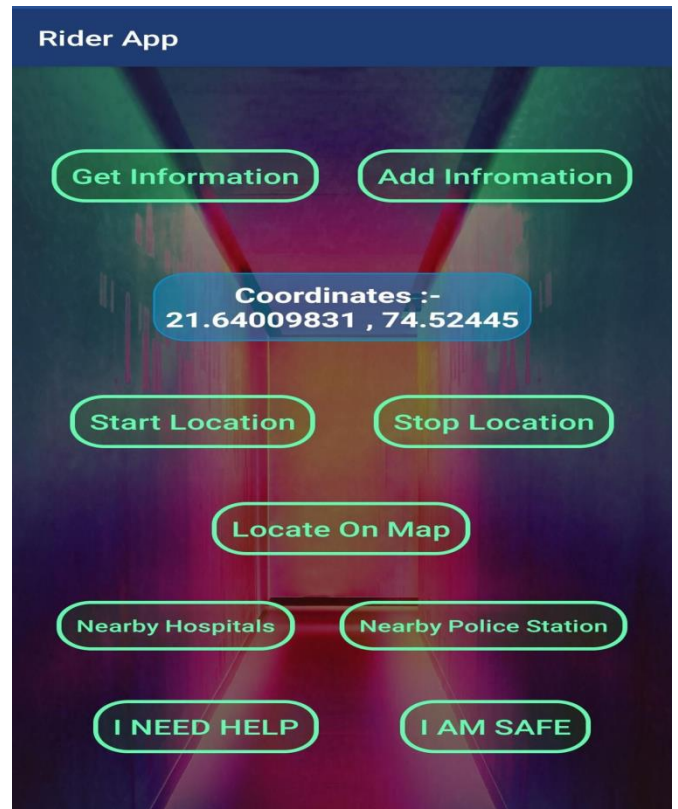 Rider App
Get Information
Add Infromation
Coordinates :-
21.64009831 , 74.52445
Start Location
Stop Location
Locate On Map
Nearby Hospitals
Nearby Police Station
I NEED HELP
I AM SAFE